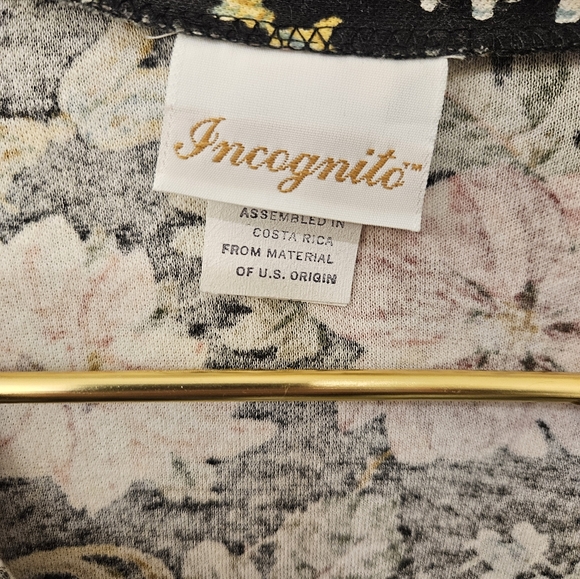 Incognito™
ASSEMBLED IN
COSTA RICA
FROM MATERIAL
OF U.S. ORIGIN